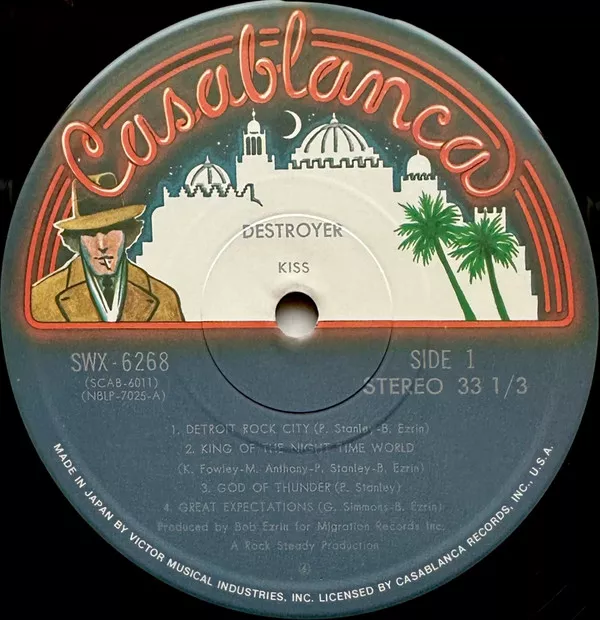 Casablanca
DESTROYER
KISS
SWX-6268
(SCAB-6011)
(NBLP-7025-A)
SIDE 1
STEREO 33 1/3
1. DETROIT ROCK CITY (P. Stanley-B. Ezrin)
2. KING OF THE NIGHT TIME WORLD
(K. Fowley-M. Anthony-P. Stanley-B. Ezrin)
3. GOD OF THUNDER (P. Stanley)
4. GREAT EXPECTATIONS (G. Simmons-B. Ezrin)
Produced by Bob Ezrin for Migration Records Inc.
A Rock Steady Production
MADE IN JAPAN BY VICTOR MUSICAL INDUSTRIES, INC. LICENSED BY CASABLANCA RECORDS, INC., U.S.A.